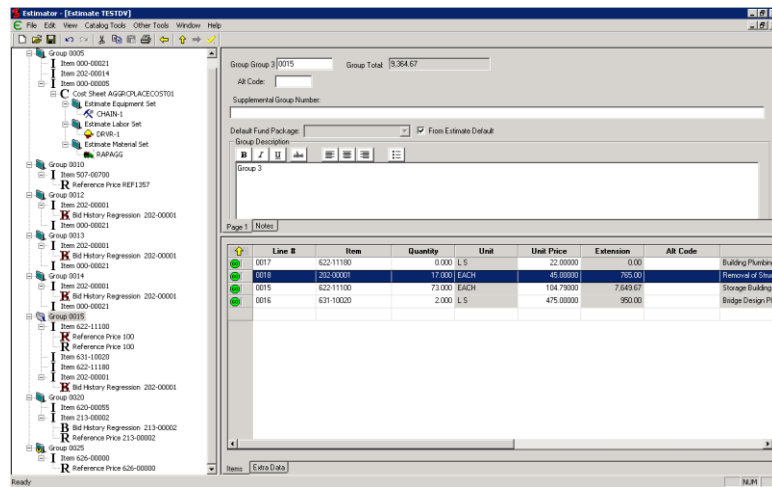 Estimator - [Estimate TESTDV]
File Edit View Catalog Tools Other Tools Window Help
Group 0005
Item 000-00021
Item 202-00014
Item 000-00005
C Cost Sheet AGGRCPLACECOST01
Estimate Equipment Set
CHAIN-1
Estimate Labor Set
DRVR-1
Estimate Material Set
RAPAGG
Group 0010
Item 507-00700
R Reference Price REF1357
Group 0012
Item 202-00001
R Bid History Regression 202-00001
Item 000-00021
Group 0013
Item 202-00001
R Bid History Regression 202-00001
Item 000-00021
Group 0014
Item 202-00001
R Bid History Regression 202-00001
Item 000-00021
Group 0015
Item 622-11100
R Reference Price 100
R Reference Price 100
Item 631-10020
Item 622-11180
Item 202-00001
R Bid History Regression 202-00001
Group 0020
Item 620-00055
Item 213-00002
B Bid History Regression 213-00002
R Reference Price 213-00002
Group 0025
Item 626-00000
R Reference Price 626-00000
Group Group 3 0015 Group Total: 9,364.67
Alt Code:
Supplemental Group Number:
Default Fund Package: From Estimate Default
Group Description
B I U abc
Group 3
Page 1 Notes
Line # Item Quantity Unit Unit Price Extension Alt Code
0017 622-11180 0.000 L S 22.00000 0.00 Building Plumbin
0018 202-00001 17.000 EACH 45.00000 765.00 Removal of Stru
0015 622-11100 73.000 EACH 104.79000 7,649.67 Storage Building
0016 631-10020 2.000 L S 475.00000 950.00 Bridge Design Pl
Items Extra Data
Ready NUM